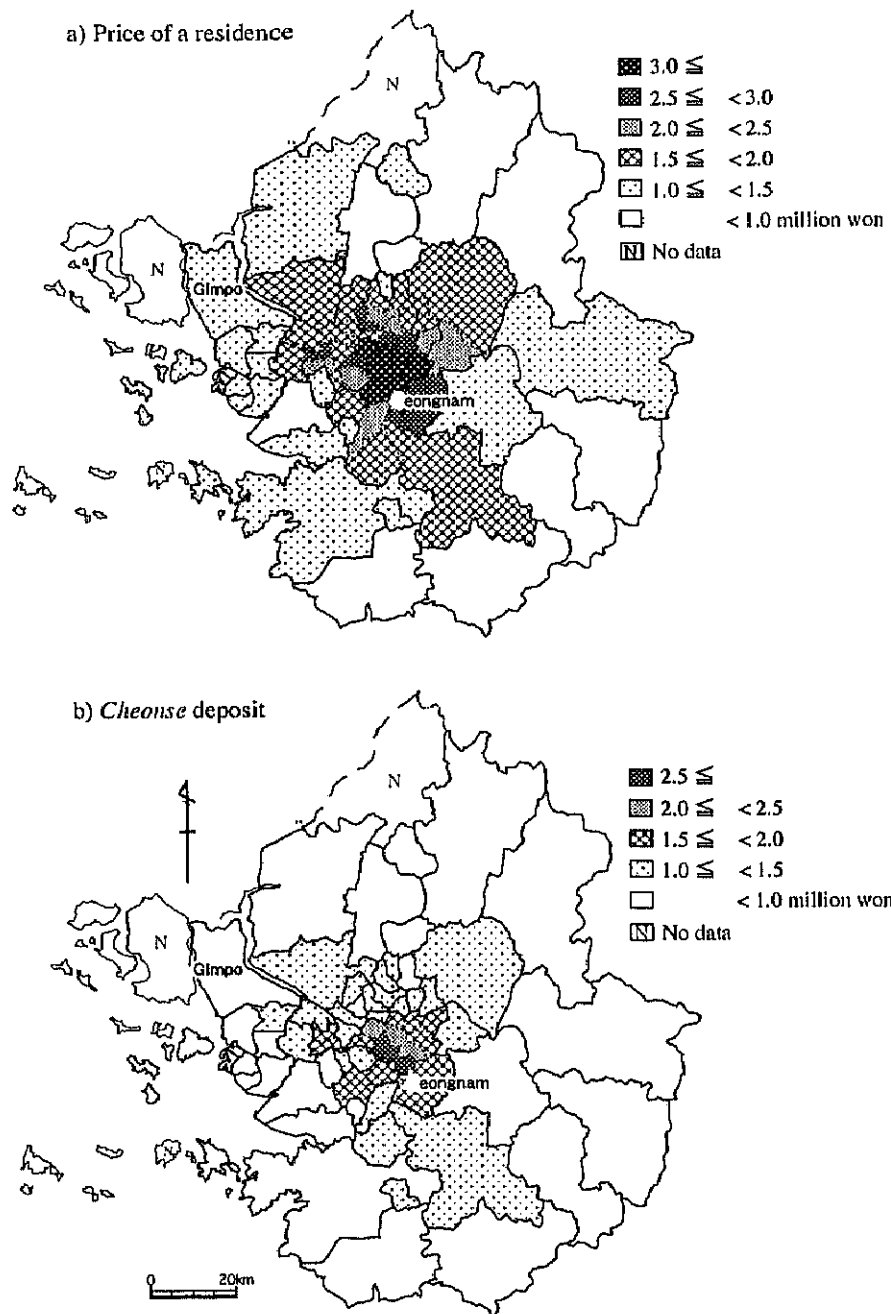 a) Price of a residence
N
3.0 ≦
2.5 ≦ < 3.0
2.0 ≦ < 2.5
1.5 ≦ < 2.0
1.0 ≦ < 1.5
< 1.0 million won
N No data
N
Gimpo
eongnam
N
b) Cheonse deposit
N
2.5 ≦
2.0 ≦ < 2.5
1.5 ≦ < 2.0
1.0 ≦ < 1.5
< 1.0 million won
N No data
N
Gimpo
eongnam
N
0 20km